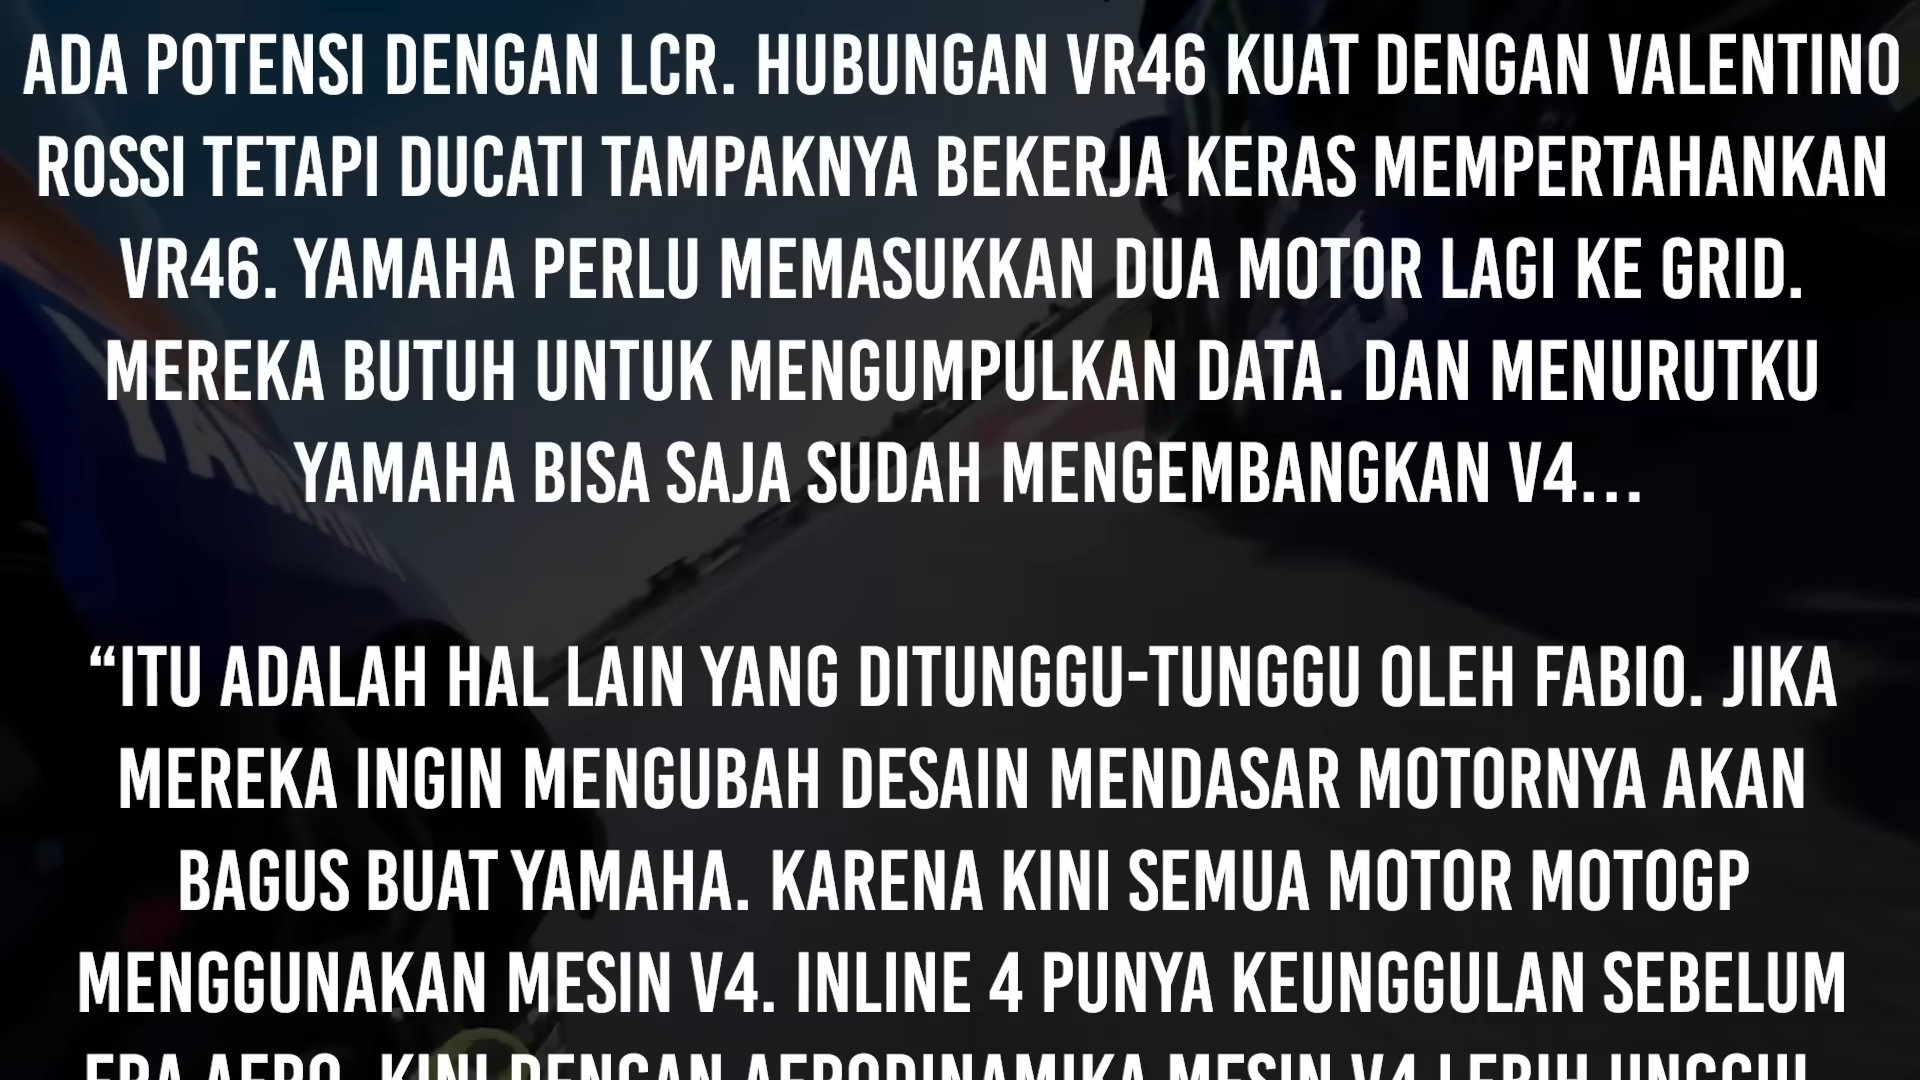 ADA POTENSI DENGAN LCR. HUBUNGAN VR46 KUAT DENGAN VALENTINO
ROSSI TETAPI DUCATI TAMPAKNYA BEKERJA KERAS MEMPERTAHANKAN
VR46. YAMAHA PERLU MEMASUKKAN DUA MOTOR LAGI KE GRID.
MEREKA BUTUH UNTUK MENGUMPULKAN DATA. DAN MENURUTKU
YAMAHA BISA SAJA SUDAH MENGEMBANGKAN V4...
“ITU ADALAH HAL LAIN YANG DITUNGGU-TUNGGU OLEH FABIO. JIKA
MEREKA INGIN MENGUBAH DESAIN MENDASAR MOTORNYA AKAN
BAGUS BUAT YAMAHA. KARENA KINI SEMUA MOTOR MOTOGP
MENGGUNAKAN MESIN V4. INLINE 4 PUNYA KEUNGGULAN SEBELUM
ERA AERO. KINI DENGAN AERODINAMIKA MESIN V4 LEBIH UNGGUL.